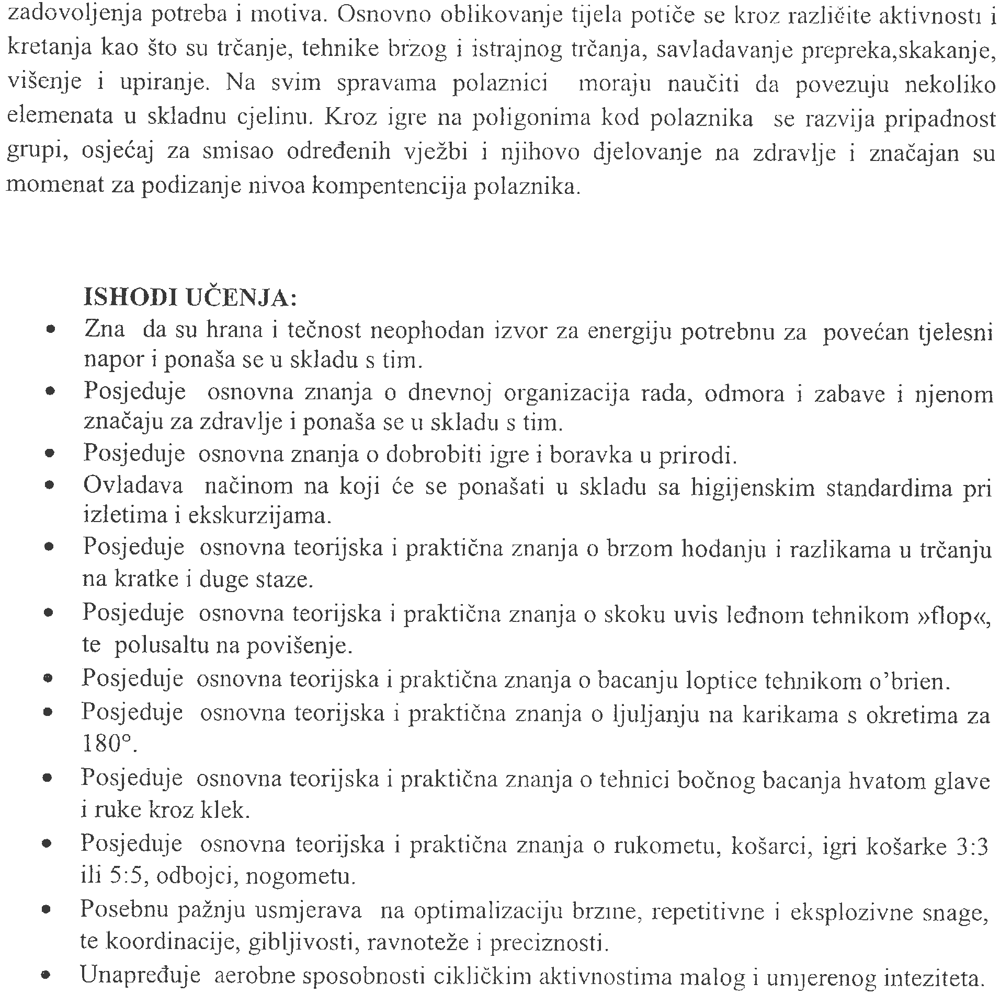 zadovoljenja potreba i motiva. Osnovno oblikovanje tijela potiče se kroz različite aktivnosti i
kretanja kao što su trčanje, tehnike brzog i istrajnog trčanja, savladavanje prepreka,skakanje,
višenje i upiranje. Na svim spravama polaznici moraju naučiti da povezuju nekoliko
elemenata u skladnu cjelinu. Kroz igre na poligonima kod polaznika se razvija pripadnost
grupi, osjećaj za smisao određenih vježbi i njihovo djelovanje na zdravlje i značajan su
momenat za podizanje nivoa kompentencija polaznika.
ISHODI UČENJA:
• Zna da su hrana i tečnost neophodan izvor za energiju potrebnu za povećan tjelesni
napor i ponaša se u skladu s tim.
• Posjeduje osnovna znanja o dnevnoj organizacija rada, odmora i zabave i njenom
značaju za zdravlje i ponaša se u skladu s tim.
• Posjeduje osnovna znanja o dobrobiti igre i boravka u prirodi.
• Ovladava načinom na koji će se ponašati u skladu sa higijenskim standardima pri
izletima i ekskurzijama.
• Posjeduje osnovna teorijska i praktična znanja o brzom hodanju i razlikama u trčanju
na kratke i duge staze.
• Posjeduje osnovna teorijska i praktična znanja o skoku uvis leđnom tehnikom »flop«,
te polusaltu na povišenje.
• Posjeduje osnovna teorijska i praktična znanja o bacanju loptice tehnikom o’brien.
• Posjeduje osnovna teorijska i praktična znanja o ljuljanju na karikama s okretima za
180°.
• Posjeduje osnovna teorijska i praktična znanja o tehnici bočnog bacanja hvatom glave
i ruke kroz klek.
• Posjeduje osnovna teorijska i praktična znanja o rukometu, košarci, igri košarke 3:3
ili 5:5, odbojci, nogometu.
• Posebnu pažnju usmjerava na optimalizaciju brzine, repetitivne i eksplozivne snage,
te koordinacije, gibljivosti, ravnoteže i preciznosti.
• Unapređuje aerobne sposobnosti cikličkim aktivnostima malog i umjerenog inteziteta.